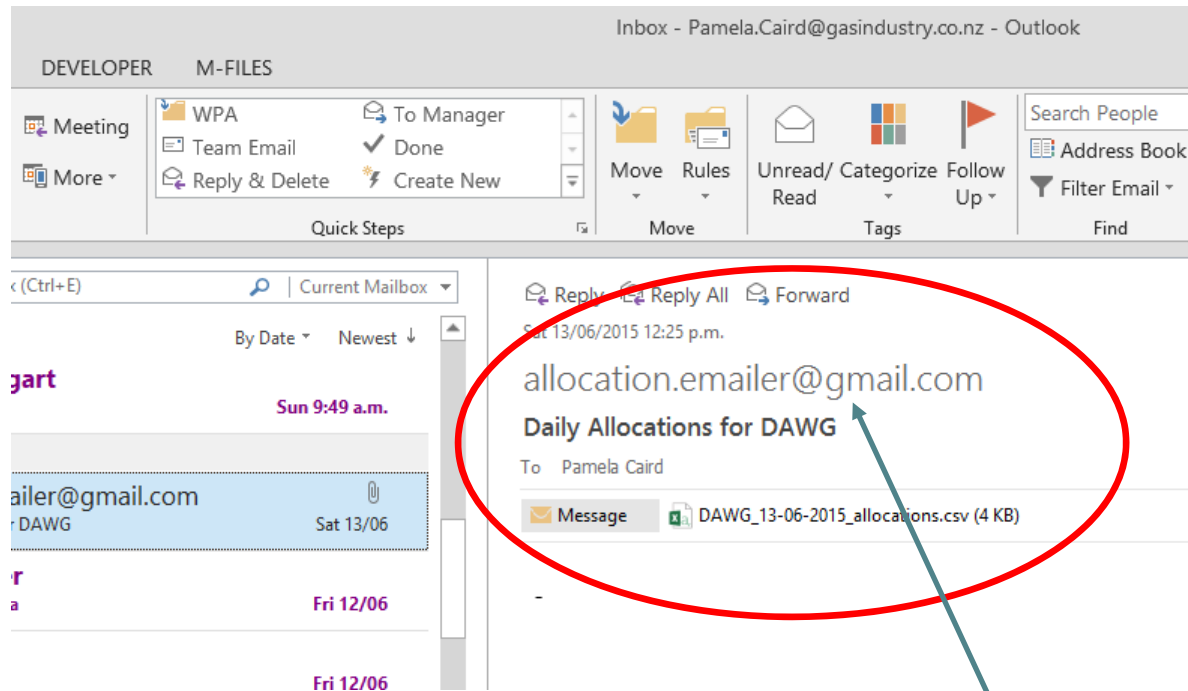 Inbox - Pamela.Caird@gasindustry.co.nz - Outlook
DEVELOPER M-FILES
Meeting
More
WPA To Manager
Team Email Done
Reply & Delete Create New
Quick Steps
Move Rules
Move
Unread/ Read Categorize Follow Up
Tags
Search People
Address Book
Filter Email
Find
(Ctrl+E) Current Mailbox
By Date Newest
gart
Sun 9:49 a.m.
ailer@gmail.com
DAWG Sat 13/06
r
a Fri 12/06
Fri 12/06
Reply Reply All Forward
Sat 13/06/2015 12:25 p.m.
allocation.emailer@gmail.com
Daily Allocations for DAWG
To Pamela Caird
Message DAWG_13-06-2015_allocations.csv (4 KB)
-